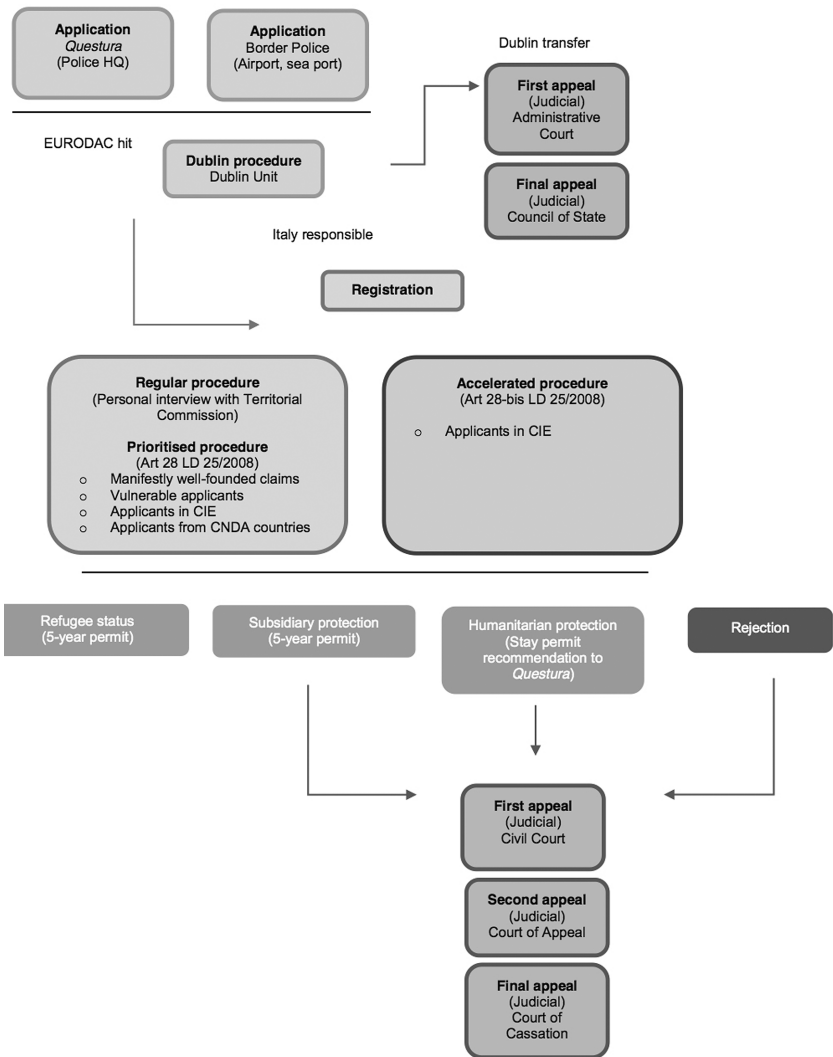 Application
Questura
(Police HQ)
Application
Border Police
(Airport, sea port)
Dublin transfer
First appeal
(Judicial)
Administrative
Court
EURODAC hit
Dublin procedure
Dublin Unit
Final appeal
(Judicial)
Council of State
Italy responsible
Registration
Regular procedure
(Personal interview with Territorial
Commission)
Prioritised procedure
(Art 28 LD 25/2008)
○ Manifestly well-founded claims
○ Vulnerable applicants
○ Applicants in CIE
○ Applicants from CNDA countries
Accelerated procedure
(Art 28-bis LD 25/2008)
○ Applicants in CIE
Refugee status
(5-year permit)
Subsidiary protection
(5-year permit)
Humanitarian protection
(Stay permit
recommendation to
Questura)
Rejection
First appeal
(Judicial)
Civil Court
Second appeal
(Judicial)
Court of Appeal
Final appeal
(Judicial)
Court of
Cassation